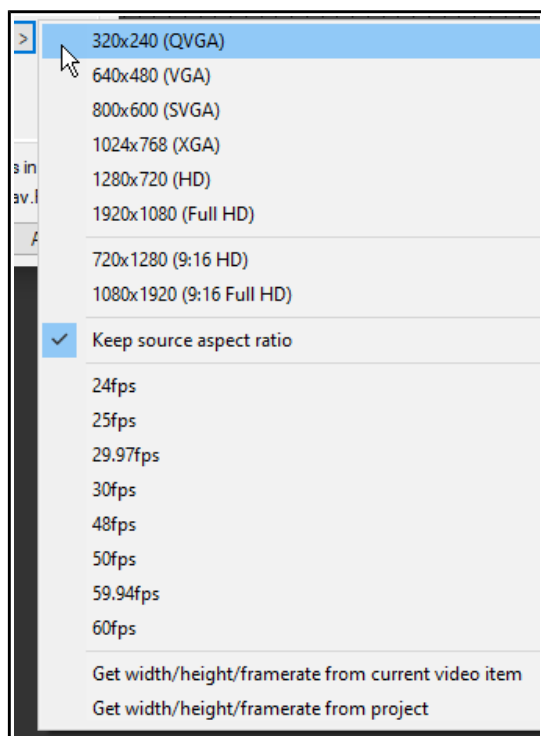 >
320x240 (QVGA)
640x480 (VGA)
800x600 (SVGA)
1024x768 (XGA)
1280x720 (HD)
1920x1080 (Full HD)
720x1280 (9:16 HD)
1080x1920 (9:16 Full HD)
Keep source aspect ratio
24fps
25fps
29.97fps
30fps
48fps
50fps
59.94fps
60fps
Get width/height/framerate from current video item
Get width/height/framerate from project